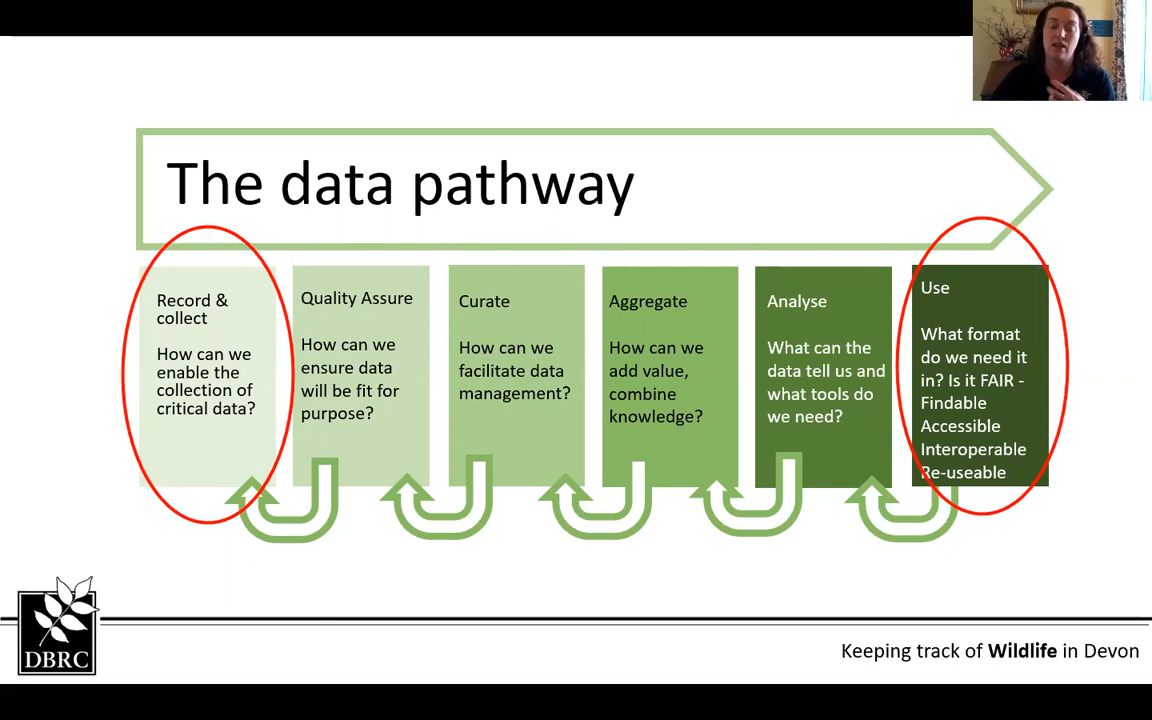 The data pathway
Record &
collect
How can we
enable the
collection of
critical data?
Quality Assure
How can we
ensure data
will be fit for
purpose?
Curate
How can we
facilitate data
management?
Aggregate
How can we
add value,
combine
knowledge?
Analyse
What can the
data tell us and
what tools do
we need?
Use
What format
do we need it
in? Is it FAIR -
Findable
Accessible
Interoperable
Re-useable
DBRC
Keeping track of Wildlife in Devon